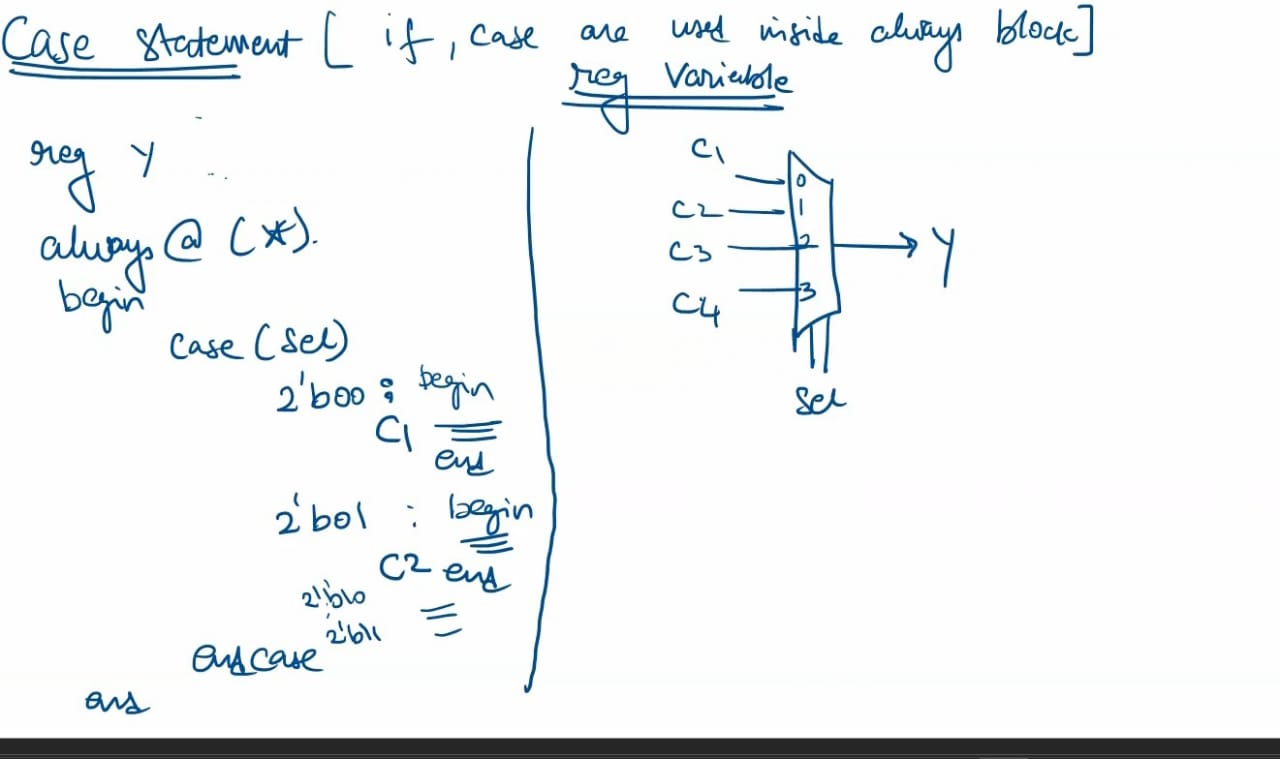 Case Statement [ if, case are used inside always block]
reg Variable
reg Y
always @ (*).
begin
case (sel)
2'b00 : begin
C1
end
2'b01 : begin
C2 end
2'b10
2'b11
endcase
end
C1
0
C2
1
C3
2
Y
C4
3
sel